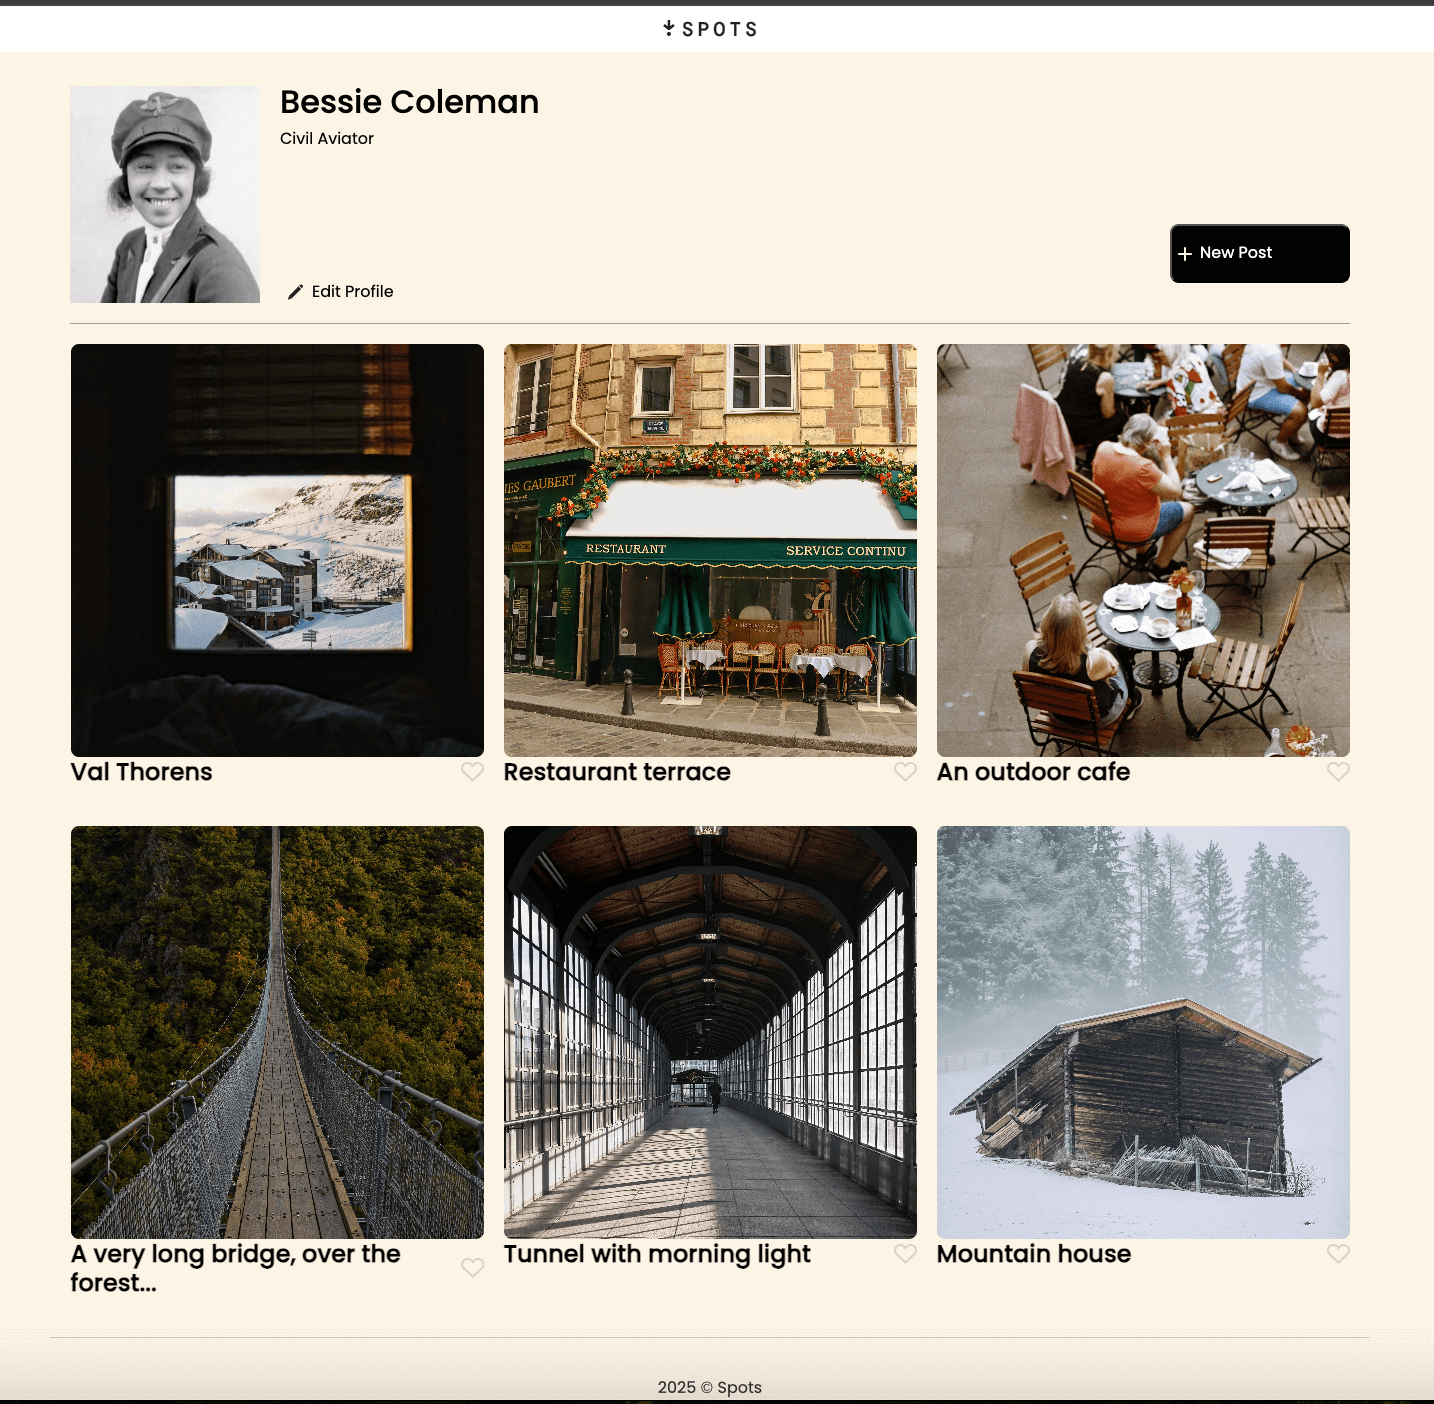 SPOTS
Bessie Coleman
Civil Aviator
New Post
Edit Profile
IES GAUBERT
RESTAURANT
SERVICE CONTINU
Val Thorens
Restaurant terrace
An outdoor cafe
A very long bridge, over the
forest...
Tunnel with morning light
Mountain house
2025 © Spots